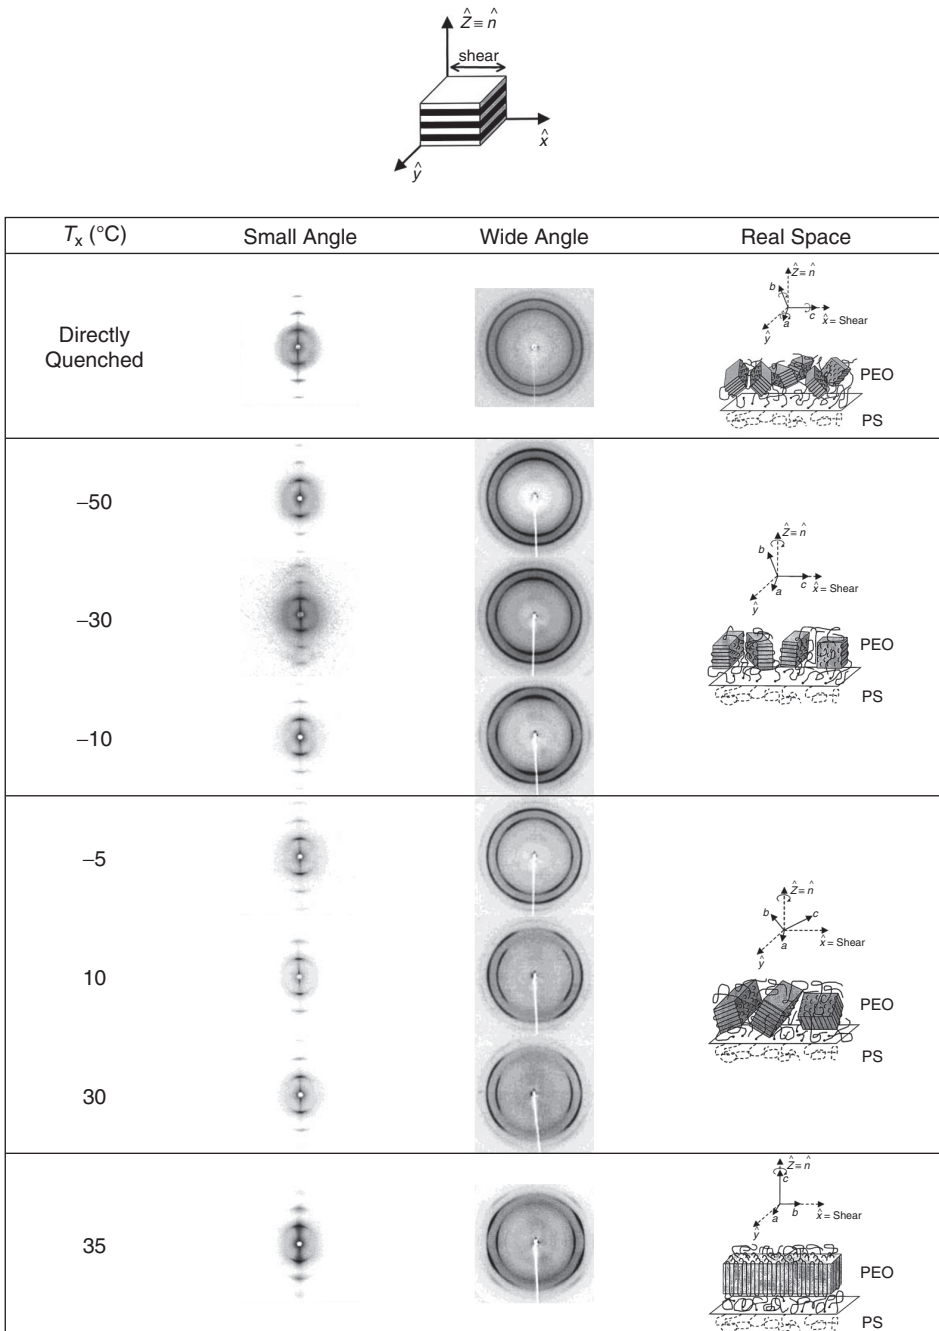 Ẑ ≡ n̂
shear
x̂
ŷ
Tx (°C) Small Angle Wide Angle Real Space
Directly
Quenched
Ẑ = n̂
b
a
c
x̂ = Shear
ŷ
PEO
PS
–50
–30
–10
Ẑ = n̂
b
a
c
x̂ = Shear
ŷ
PEO
PS
–5
10
30
Ẑ = n̂
b
c
a
x̂ = Shear
ŷ
PEO
PS
35
Ẑ = n̂
c
a
b
x̂ = Shear
ŷ
PEO
PS